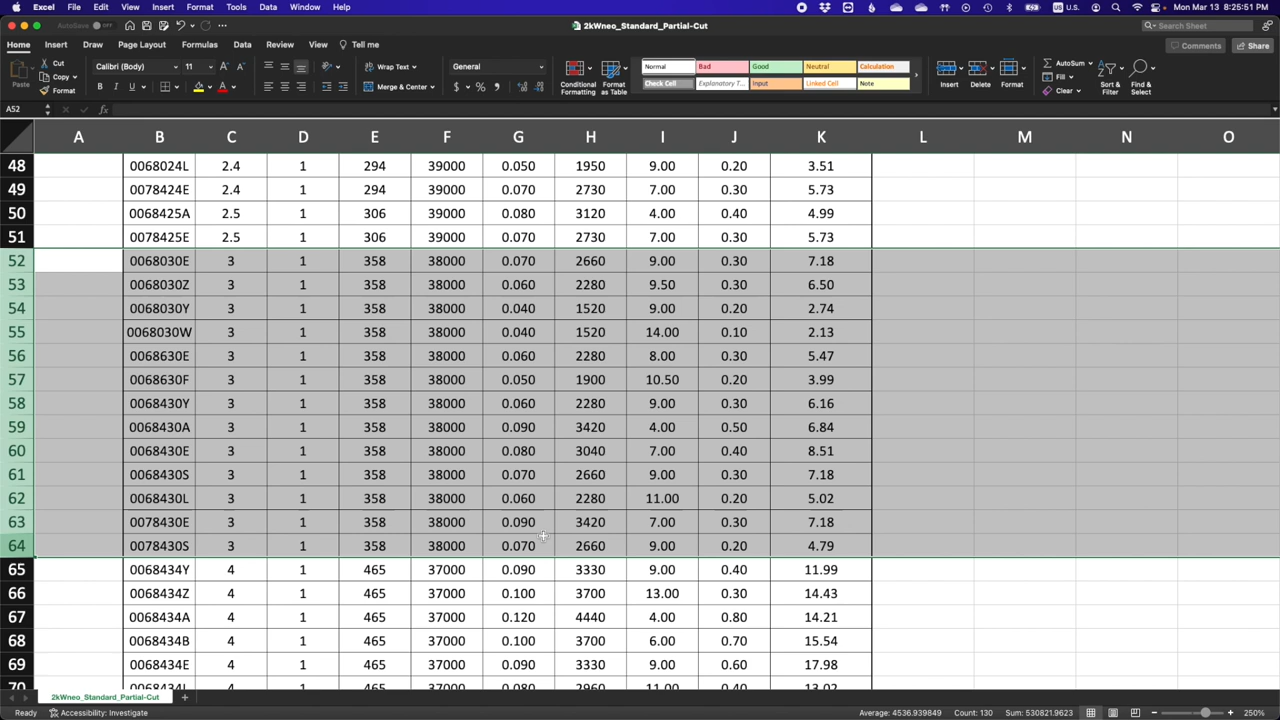 Excel File Edit View Insert Format Tools Data Window Help U.S. Mon Mar 13 8:25:51 PM
AutoSave OFF 2kWneo_Standard_Partial-Cut Search Sheet
Home Insert Draw Page Layout Formulas Data Review View Tell me Comments Share
Paste Cut Calibri (Body) 11 Wrap Text General Conditional Formatting Format as Table Normal Bad Good Neutral Calculation Insert Delete Format AutoSum Sort & Filter Find & Select
Copy Fill
Format Merge & Center Check Cell Explanatory T... Input Linked Cell Note Clear
A52 fx
A B C D E F G H I J K L M N O
48 0068024L 2.4 1 294 39000 0.050 1950 9.00 0.20 3.51
49 0078424E 2.4 1 294 39000 0.070 2730 7.00 0.30 5.73
50 0068425A 2.5 1 306 39000 0.080 3120 4.00 0.40 4.99
51 0078425E 2.5 1 306 39000 0.070 2730 7.00 0.30 5.73
52 0068030E 3 1 358 38000 0.070 2660 9.00 0.30 7.18
53 0068030Z 3 1 358 38000 0.060 2280 9.50 0.30 6.50
54 0068030Y 3 1 358 38000 0.040 1520 9.00 0.20 2.74
55 0068030W 3 1 358 38000 0.040 1520 14.00 0.10 2.13
56 0068630E 3 1 358 38000 0.060 2280 8.00 0.30 5.47
57 0068630F 3 1 358 38000 0.050 1900 10.50 0.20 3.99
58 0068430Y 3 1 358 38000 0.060 2280 9.00 0.30 6.16
59 0068430A 3 1 358 38000 0.090 3420 4.00 0.50 6.84
60 0068430E 3 1 358 38000 0.080 3040 7.00 0.40 8.51
61 0068430S 3 1 358 38000 0.070 2660 9.00 0.30 7.18
62 0068430L 3 1 358 38000 0.060 2280 11.00 0.20 5.02
63 0078430E 3 1 358 38000 0.090 3420 7.00 0.30 7.18
64 0078430S 3 1 358 38000 0.070 2660 9.00 0.20 4.79
65 0068434Y 4 1 465 37000 0.090 3330 9.00 0.40 11.99
66 0068434Z 4 1 465 37000 0.100 3700 13.00 0.30 14.43
67 0068434A 4 1 465 37000 0.120 4440 4.00 0.80 14.21
68 0068434B 4 1 465 37000 0.100 3700 6.00 0.70 15.54
69 0068434E 4 1 465 37000 0.090 3330 9.00 0.60 17.98
70 0068434L 4 1 465 37000 0.080 2960 11.00 0.40 13.02
2kWneo_Standard_Partial-Cut +
Ready Accessibility: Investigate Average: 4536.939849 Count: 130 Sum: 530821.9623 250%